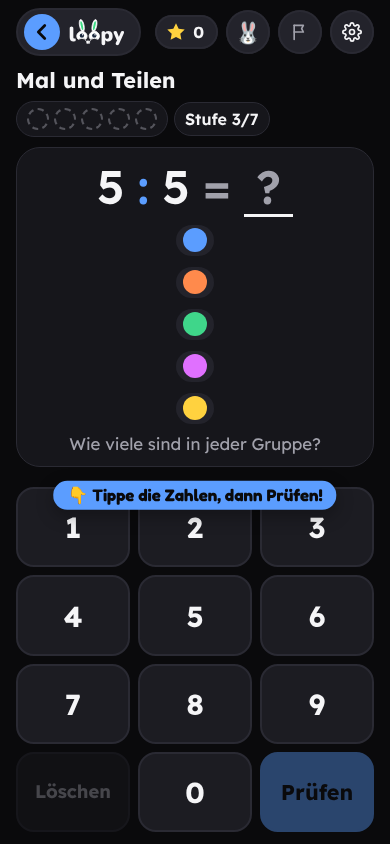 loopy
0
Mal und Teilen
Stufe 3/7
5 : 5 = ?
Wie viele sind in jeder Gruppe?
👇 Tippe die Zahlen, dann Prüfen!
1 2 3
4 5 6
7 8 9
Löschen 0 Prüfen